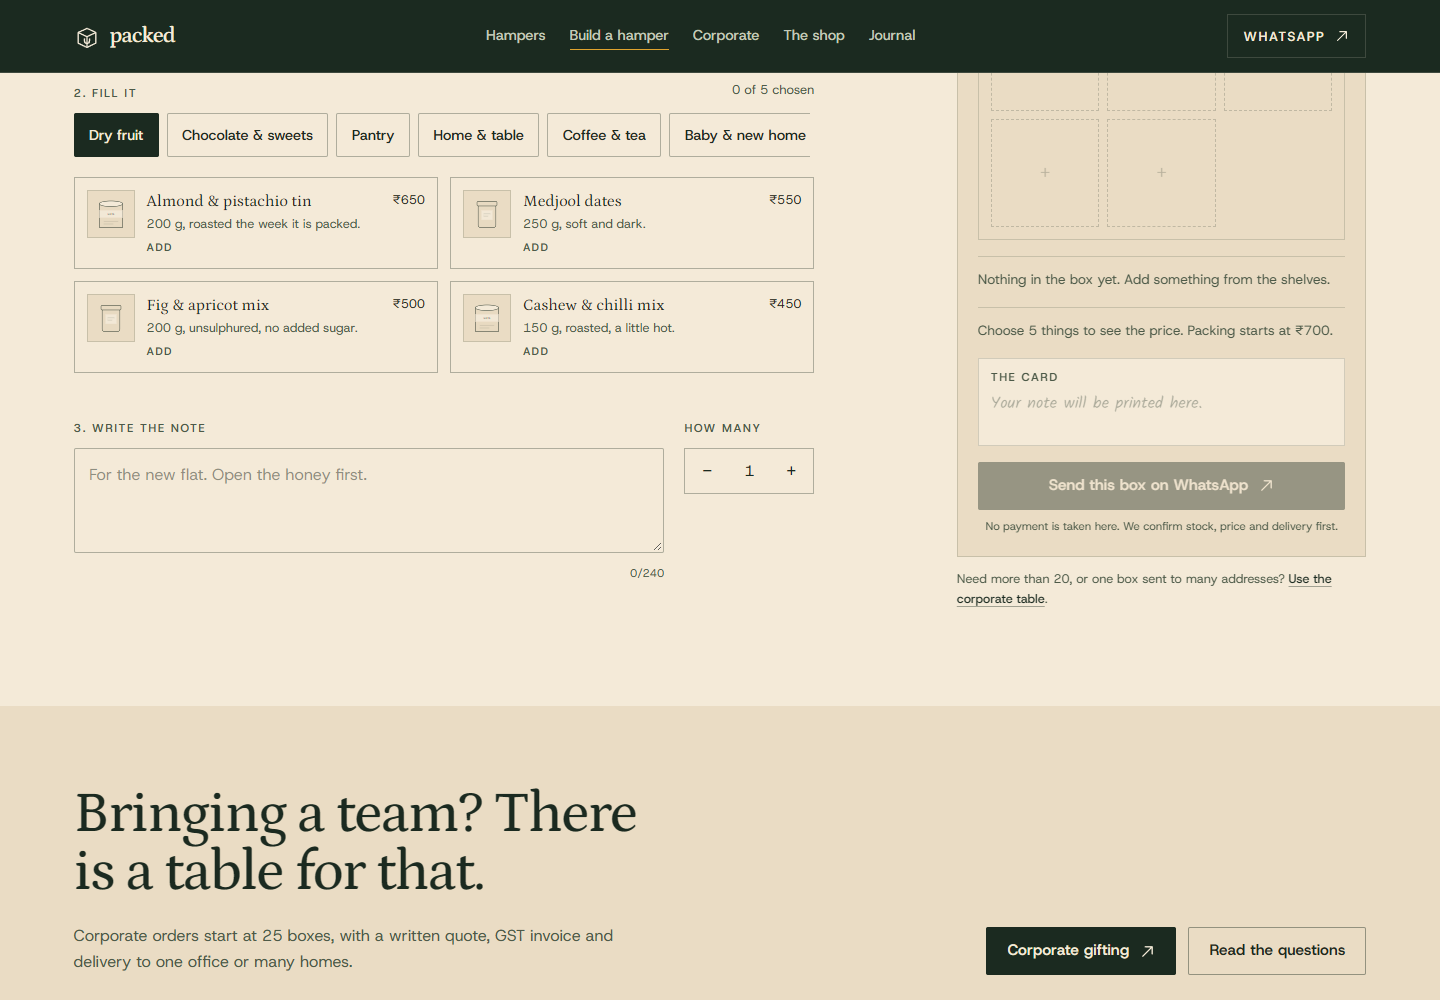 packed
Hampers
Build a hamper
Corporate
The shop
Journal
WHATSAPP
2. FILL IT
0 of 5 chosen
Dry fruit
Chocolate & sweets
Pantry
Home & table
Coffee & tea
Baby & new home
Almond & pistachio tin
₹650
200 g, roasted the week it is packed.
ADD
Medjool dates
₹550
250 g, soft and dark.
ADD
Fig & apricot mix
₹500
200 g, unsulphured, no added sugar.
ADD
Cashew & chilli mix
₹450
150 g, roasted, a little hot.
ADD
3. WRITE THE NOTE
For the new flat. Open the honey first.
0/240
HOW MANY
− 1 +
+ +
Nothing in the box yet. Add something from the shelves.
Choose 5 things to see the price. Packing starts at ₹700.
THE CARD
Your note will be printed here.
Send this box on WhatsApp
No payment is taken here. We confirm stock, price and delivery first.
Need more than 20, or one box sent to many addresses? Use the
corporate table.
Bringing a team? There
is a table for that.
Corporate orders start at 25 boxes, with a written quote, GST invoice and
delivery to one office or many homes.
Corporate gifting
Read the questions